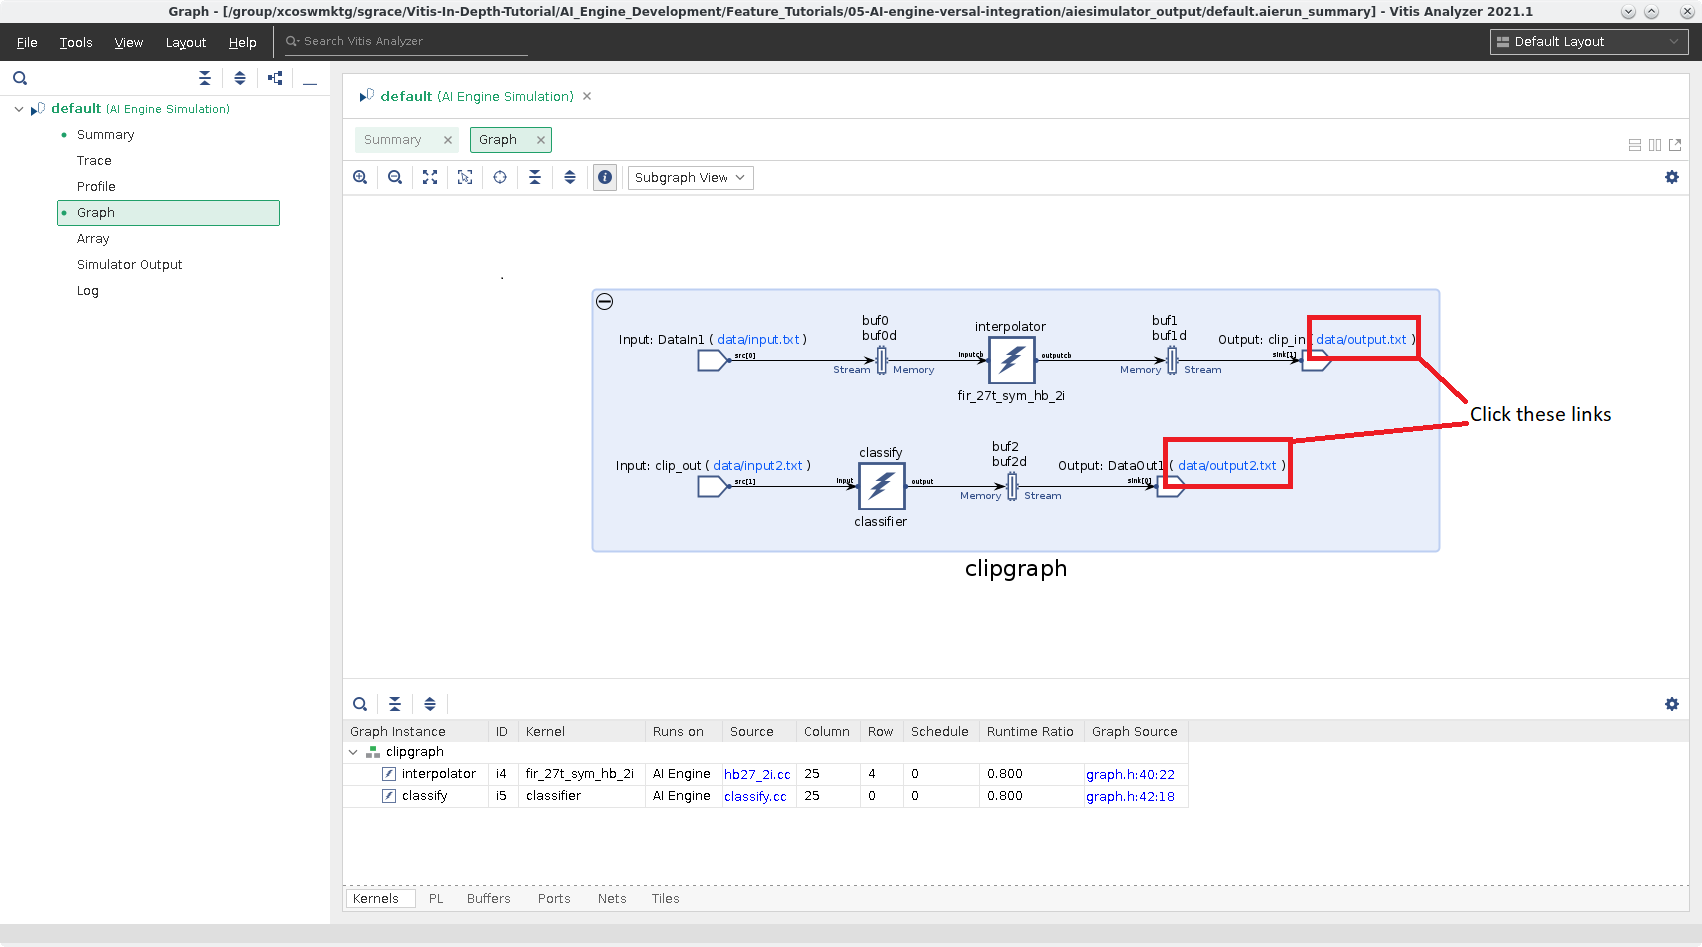 Graph - [/group/xcoswmktg/sgrace/Vitis-In-Depth-Tutorial/AI_Engine_Development/Feature_Tutorials/05-AI-engine-versal-integration/aiesimulator_output/default.aierun_summary] - Vitis Analyzer 2021.1
File Tools View Layout Help Search Vitis Analyzer Default Layout
default (AI Engine Simulation)
Summary
Trace
Profile
Graph
Array
Simulator Output
Log
default (AI Engine Simulation)
Summary Graph
Subgraph View
buf0 buf1
buf0d interpolator buf1d
Input: DataIn1 ( data/input.txt ) Output: clip_in ( data/output.txt )
src[0] inputcb outputcb sink[1]
Stream Memory Memory Stream
fir_27t_sym_hb_2i
Click these links
classify buf2
buf2d
Input: clip_out ( data/input2.txt ) Output: DataOut1 ( data/output2.txt )
src[1] input output sink[0]
Memory Stream
classifier
clipgraph
Graph Instance ID Kernel Runs on Source Column Row Schedule Runtime Ratio Graph Source
clipgraph
interpolator i4 fir_27t_sym_hb_2i AI Engine hb27_2i.cc 25 4 0 0.800 graph.h:40:22
classify i5 classifier AI Engine classify.cc 25 0 0 0.800 graph.h:42:18
Kernels PL Buffers Ports Nets Tiles